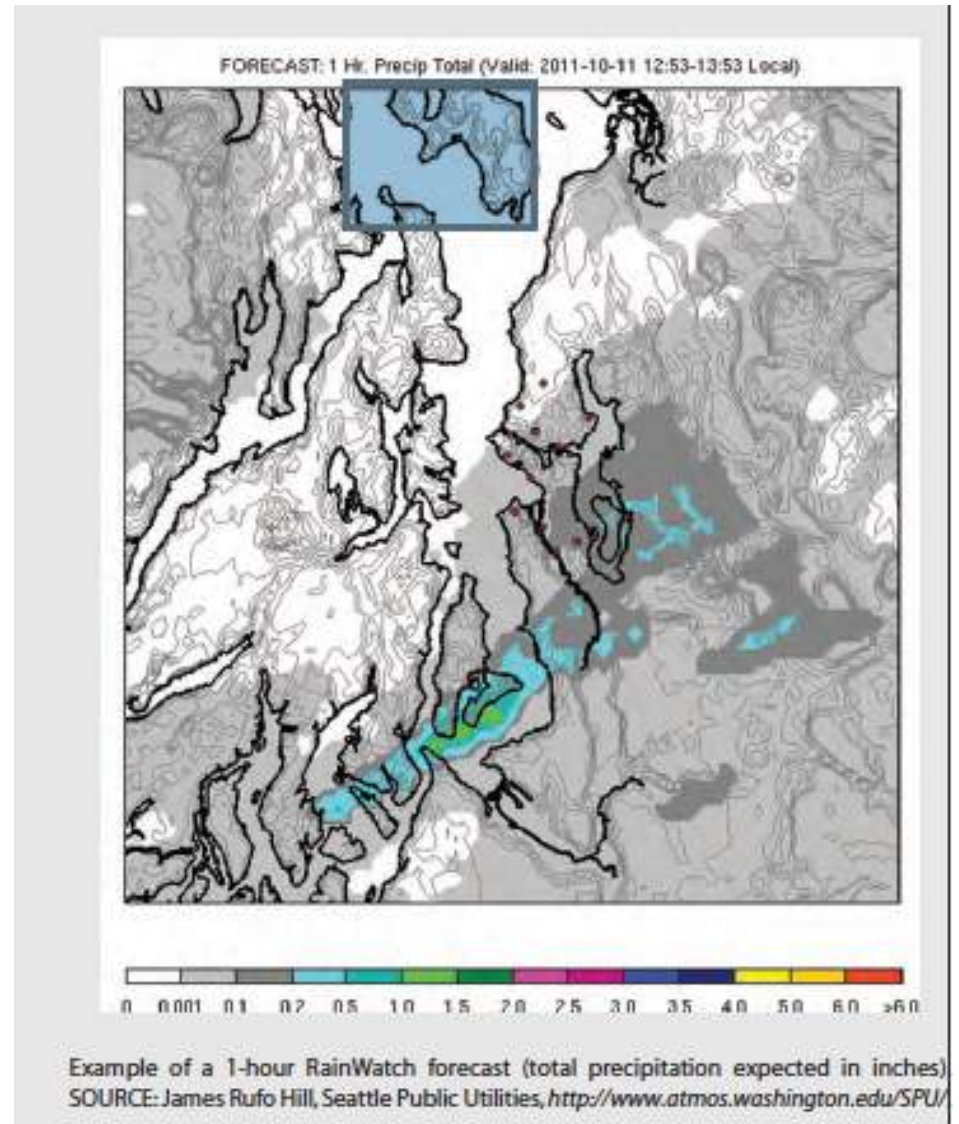 FORECAST: 1 Hr. Precip Total (Valid: 2011-10-11 12:53-13:53 Local)
0 0.001 0.1 0.2 0.5 1.0 1.5 2.0 2.5 3.0 3.5 4.0 5.0 6.0 >6.0
Example of a 1-hour RainWatch forecast (total precipitation expected in inches)
SOURCE: James Rufo Hill, Seattle Public Utilities, http://www.atmos.washington.edu/SPU/